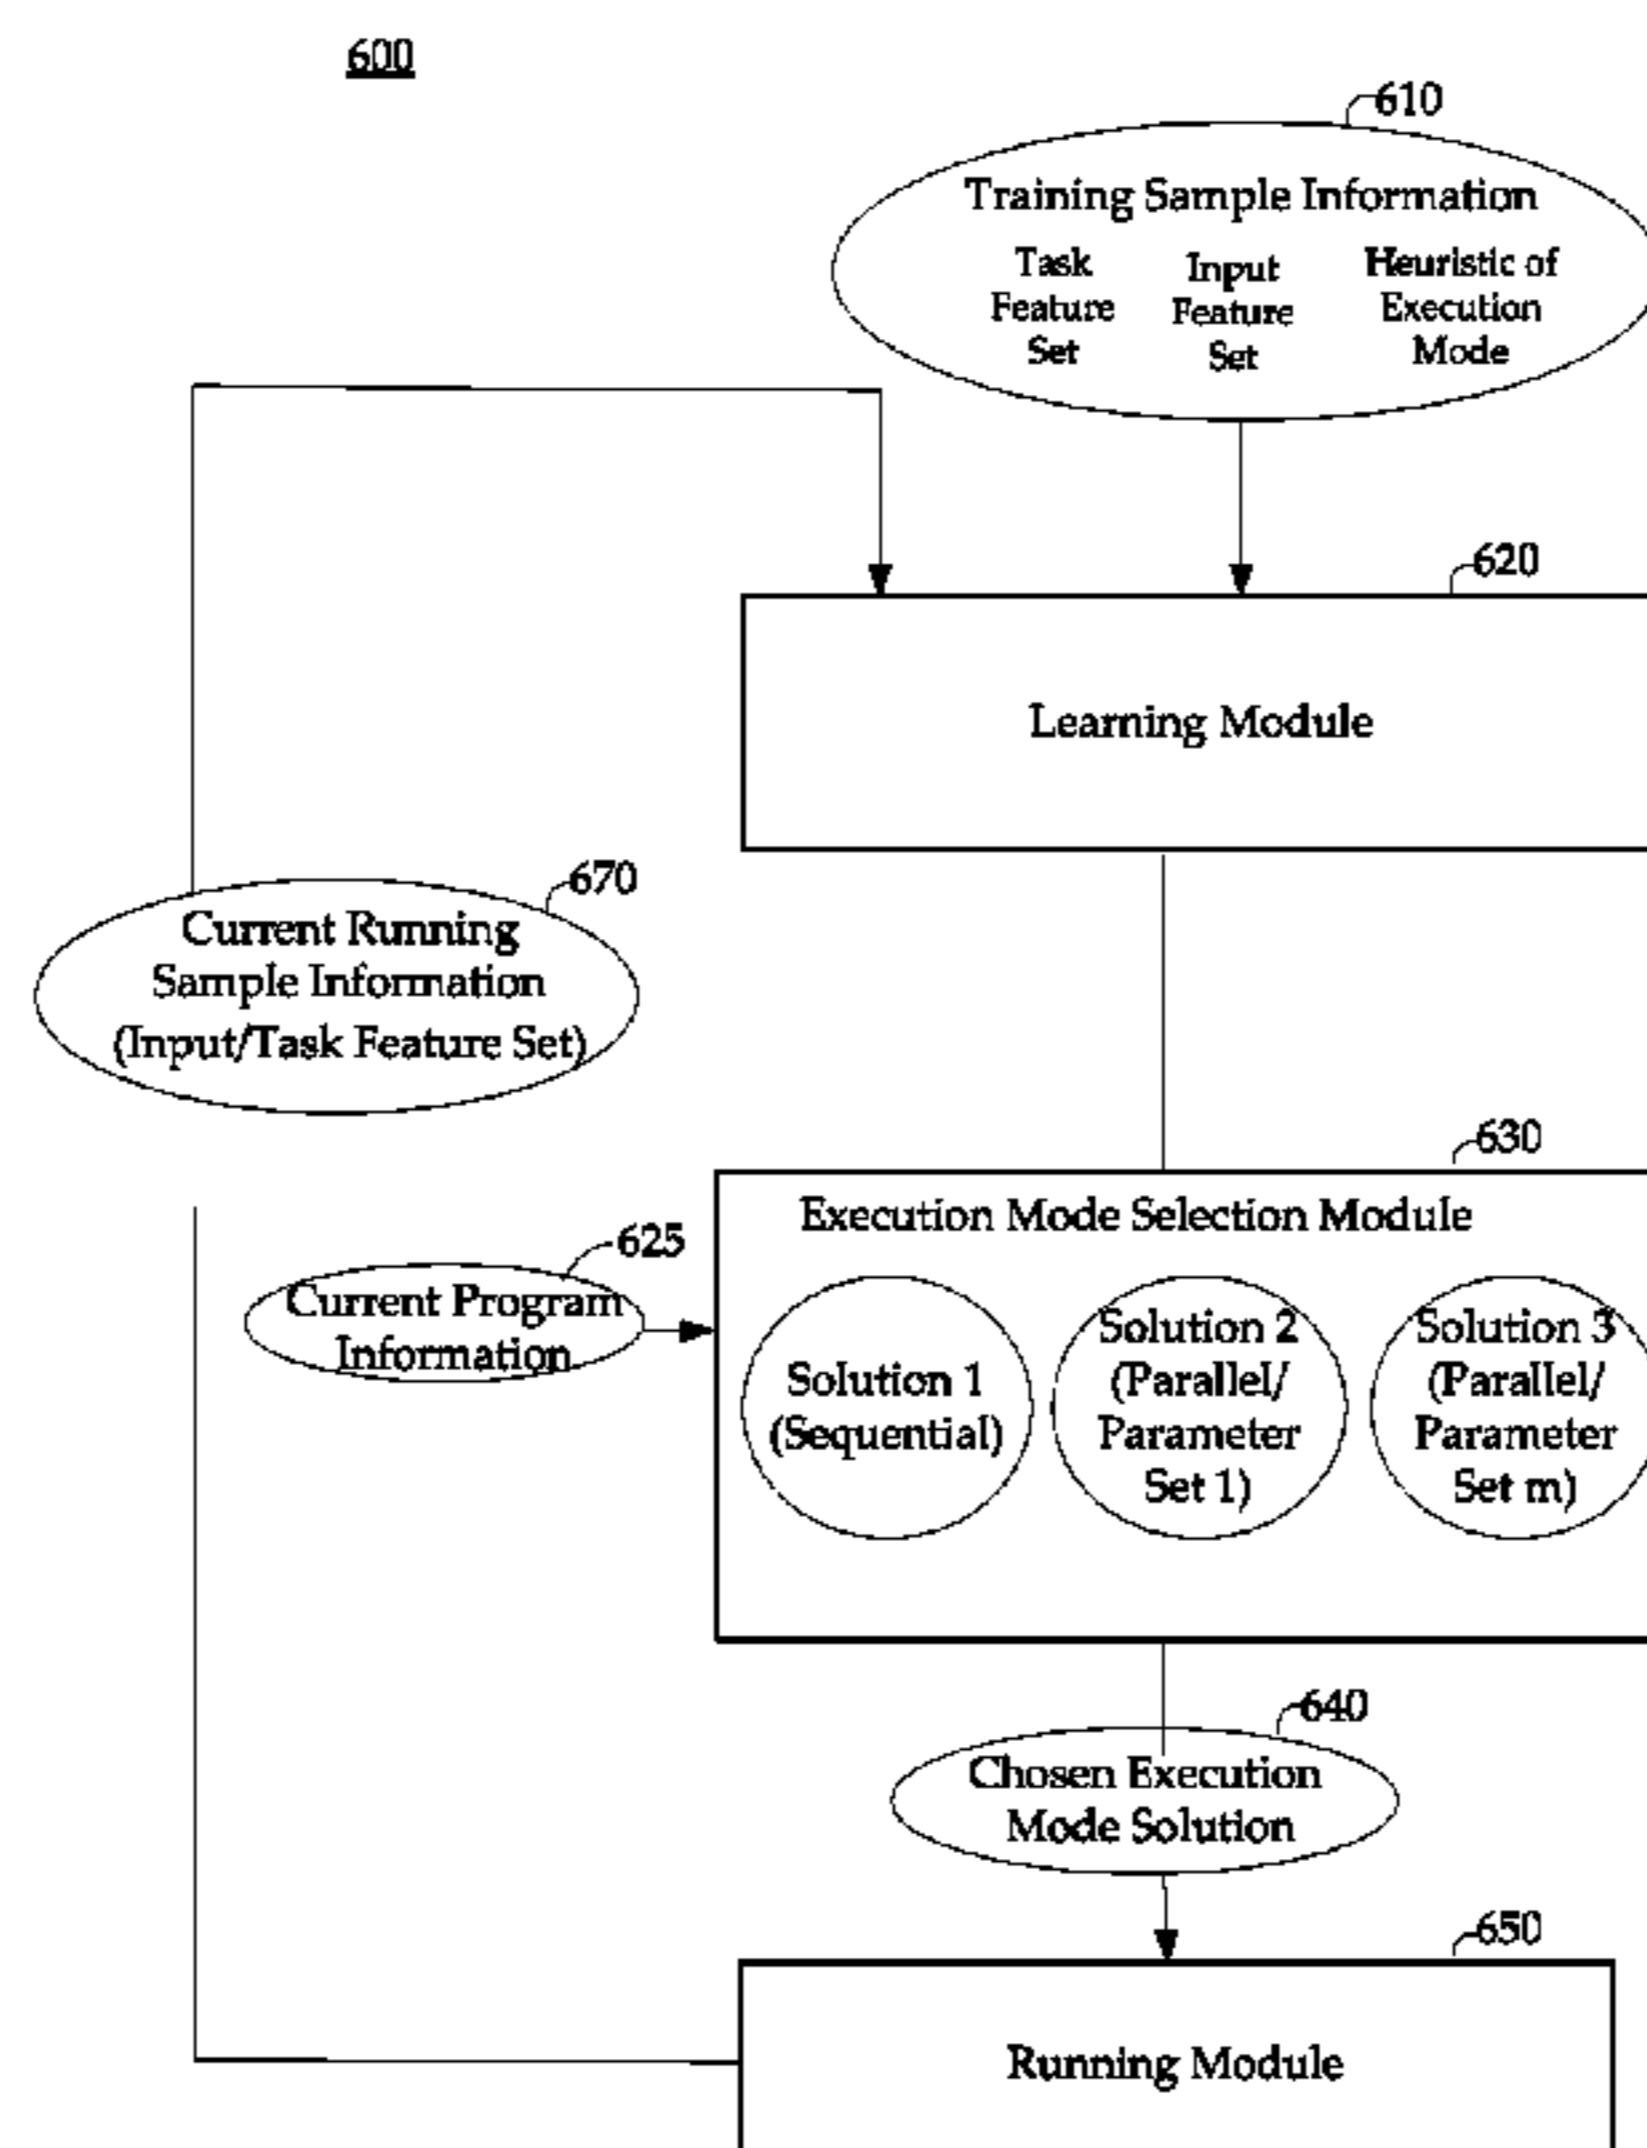 600
610
Training Sample Information
Task
Feature
Set
Input
Feature
Set
Heuristic of
Execution
Mode
620
Learning Module
670
Current Running
Sample Information
(Input/Task Feature Set)
630
Execution Mode Selection Module
625
Current Program
Information
Solution 1
(Sequential)
Solution 2
(Parallel/
Parameter
Set 1)
Solution 3
(Parallel/
Parameter
Set m)
640
Chosen Execution
Mode Solution
650
Running Module